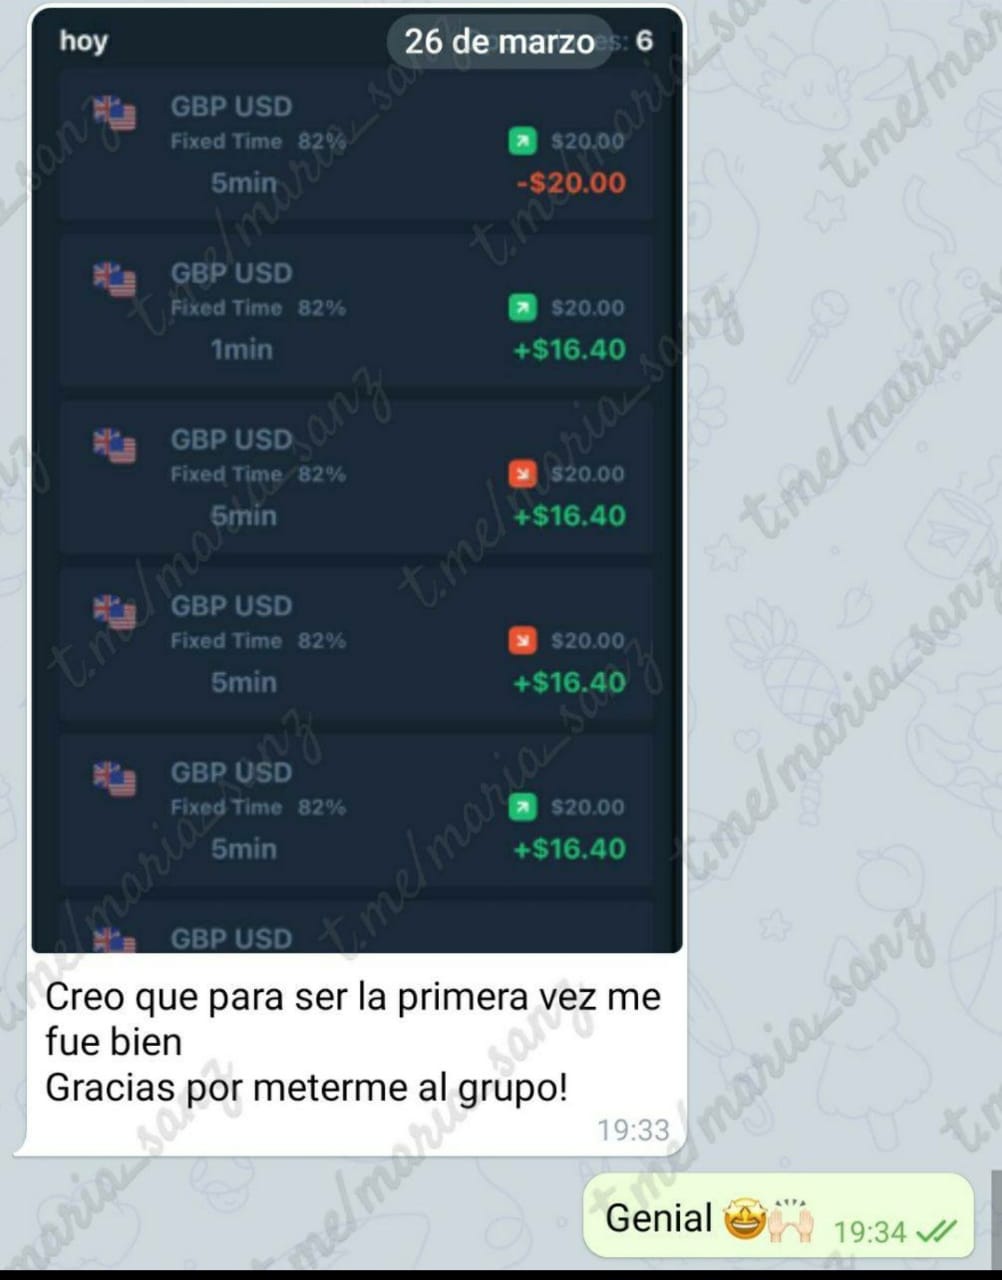 hoy
26 de marzo
s: 6
GBP USD
Fixed Time 82%
$20.00
5min
-$20.00
GBP USD
Fixed Time 82%
$20.00
1min
+$16.40
GBP USD
Fixed Time 82%
$20.00
5min
+$16.40
GBP USD
Fixed Time 82%
$20.00
5min
+$16.40
GBP USD
Fixed Time 82%
$20.00
5min
+$16.40
GBP USD
Creo que para ser la primera vez me
fue bien
Gracias por meterme al grupo!
19:33
Genial 🤩🙌🏻 19:34
t.me/maria_sanz